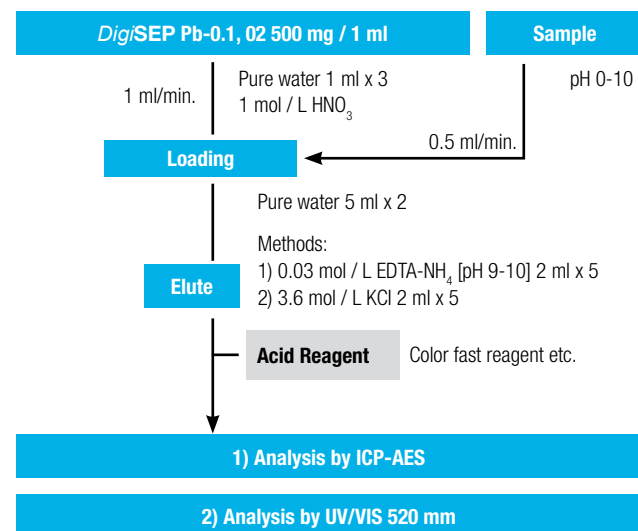 DigiSEP Pb-0.1, 02 500 mg / 1 ml
Sample
1 ml/min.
Pure water 1 ml x 3
1 mol / L HNO3
pH 0-10
0.5 ml/min.
Loading
Pure water 5 ml x 2
Methods:
1) 0.03 mol / L EDTA-NH4 [pH 9-10] 2 ml x 5
2) 3.6 mol / L KCl 2 ml x 5
Elute
Acid Reagent
Color fast reagent etc.
1) Analysis by ICP-AES
2) Analysis by UV/VIS 520 mm